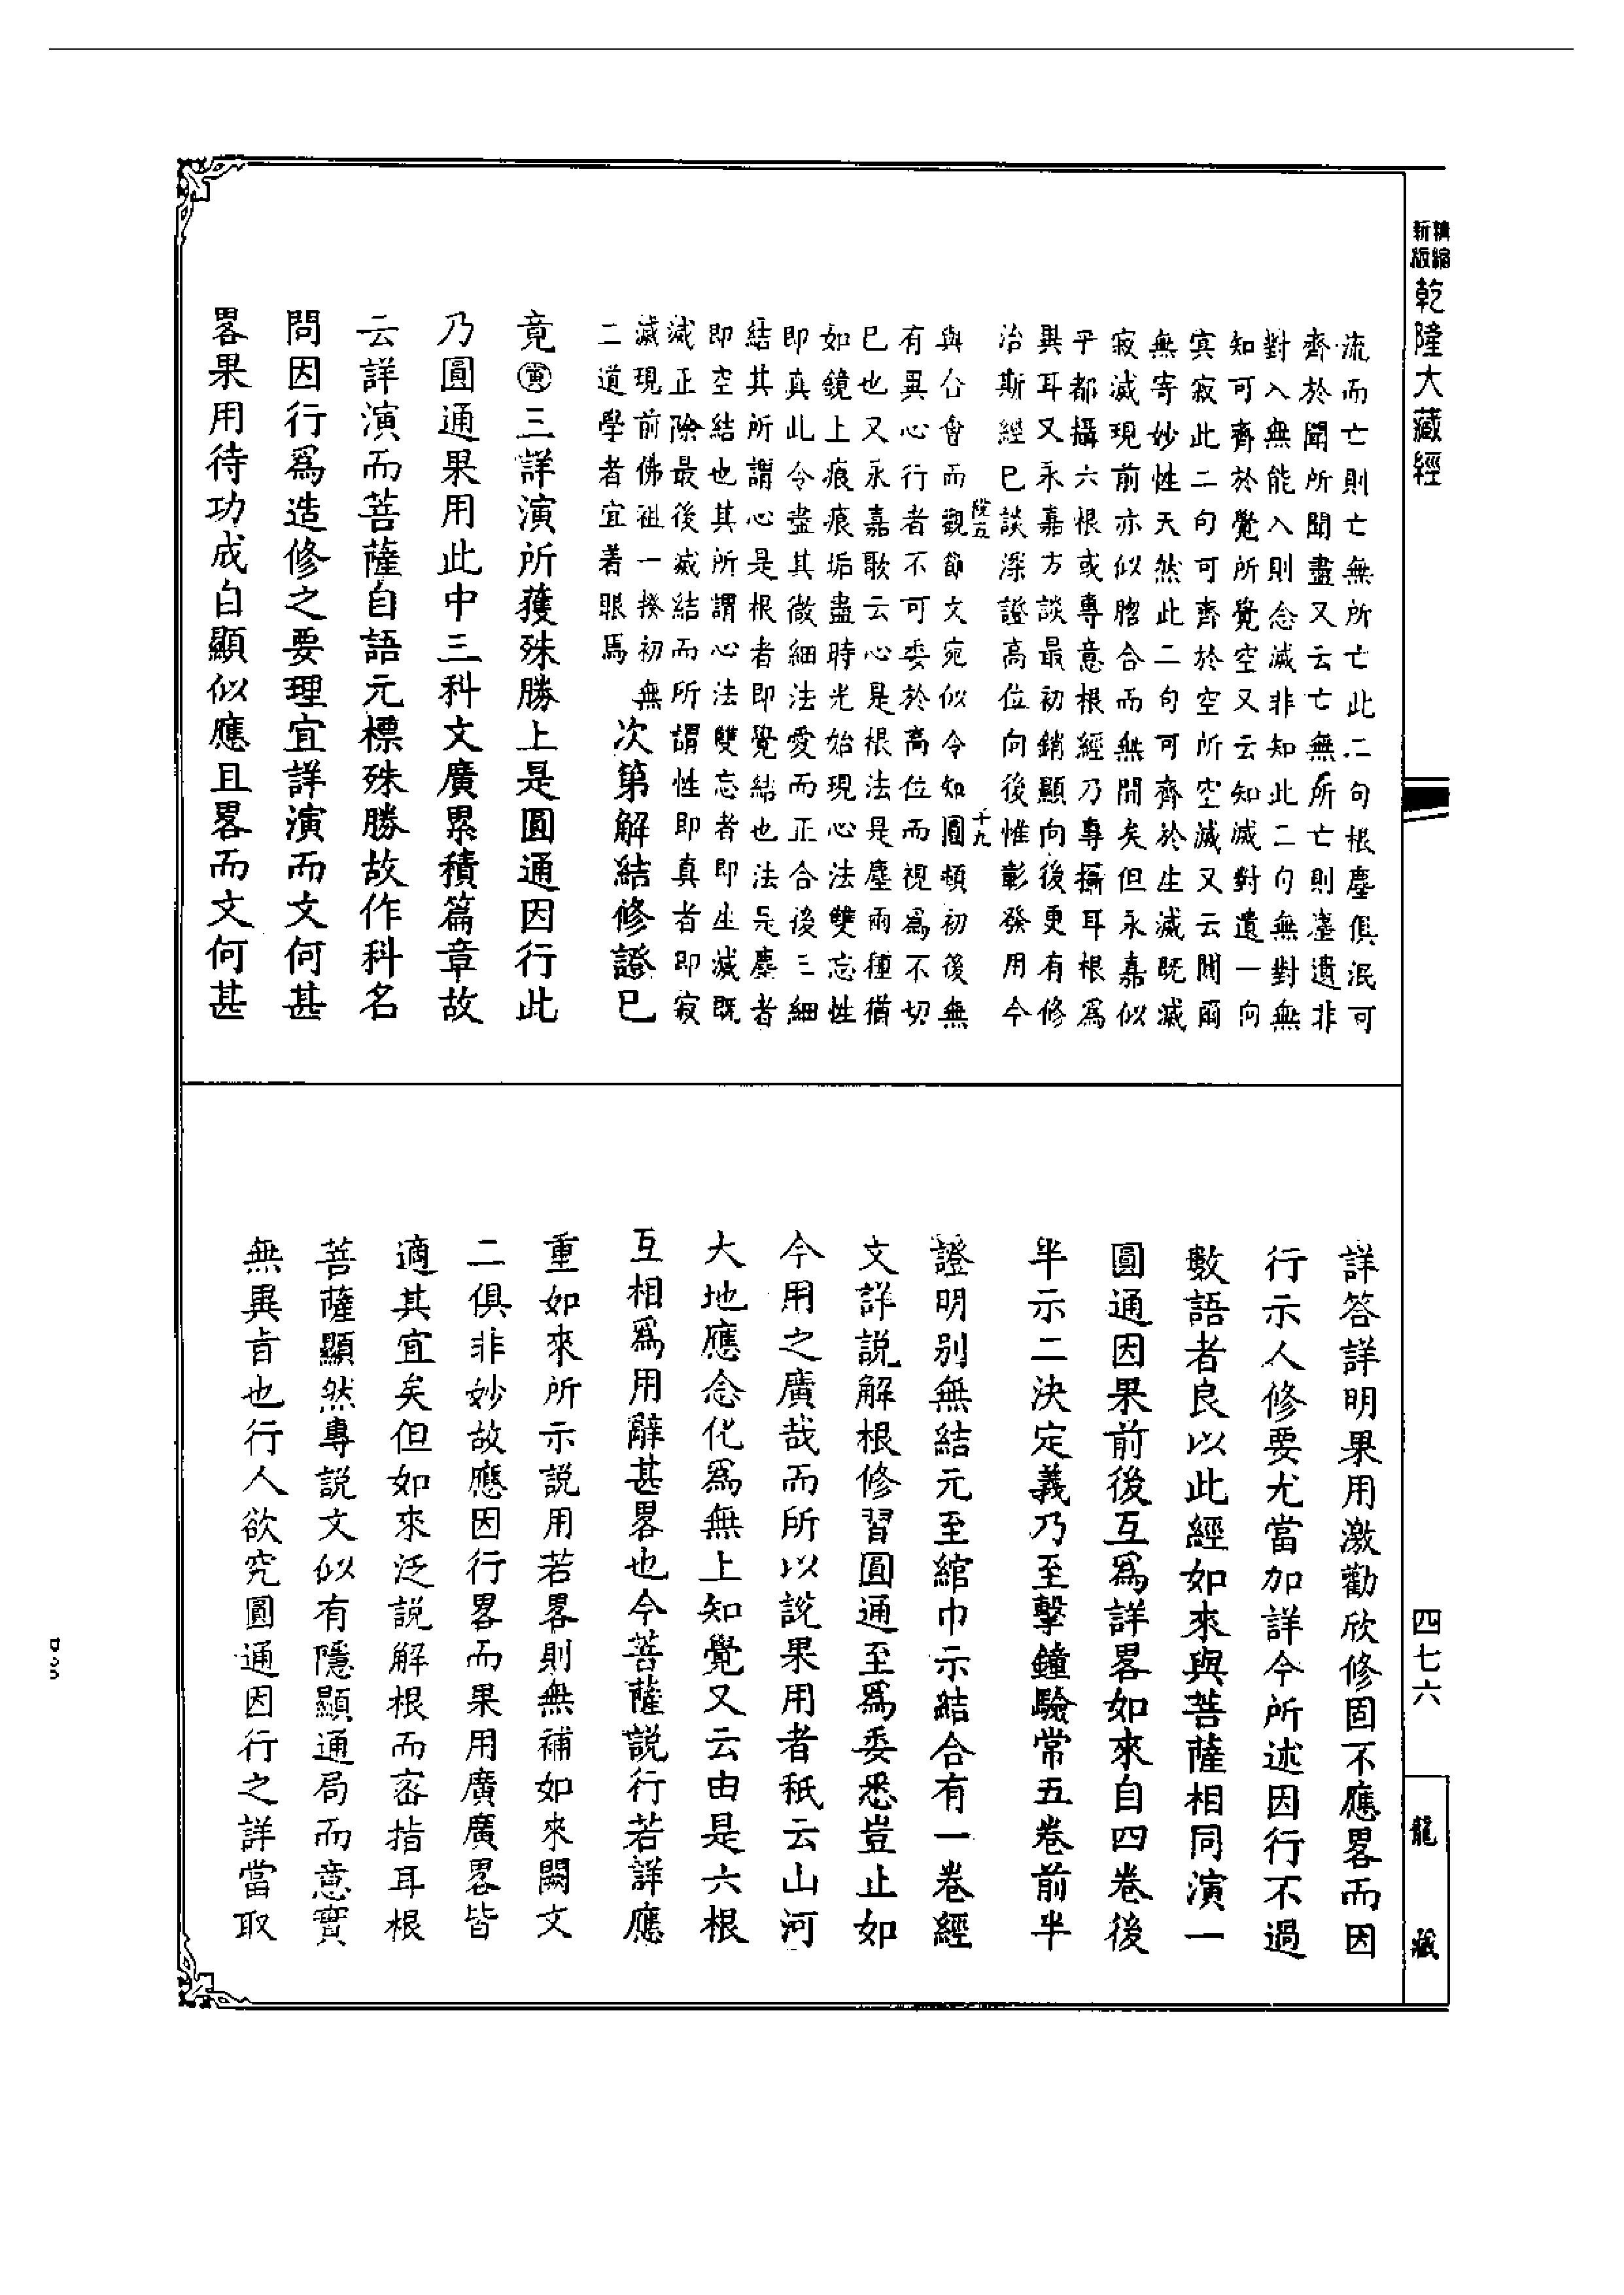 精縮新版 乾隆大藏經
流而亡則亡無所亡此二句根塵俱泯可
齊於聞所聞盡又云亡無所亡則塵遺非
對入無能入則念滅非知此二句無對無
知可齊於覺所覺空又云知滅對遺一向
冥寂此二句可齊於空所空滅又云闃爾
無寄妙性天然此二句可齊於生滅既滅
寂滅現前亦似脗合而無間矣但永嘉似
平都攝六根或專意根經乃專攝耳根爲
異耳又永嘉方談最初銷顯向後更有修
治斯經巳談深證高位向後惟彰發用今
十九
與合會而觀節文宛似令知圓頓初後無
有異心行者不可委於高位而視爲不切
巳也又永嘉歌云心是根法是塵兩種猶
如鏡上痕痕垢盡時光始現心法雙忘性
即真此令盡其微細法愛而正合後三細
結其所謂心是根者即覺結也法是塵者
即空結也其所謂心法雙忘者即生滅既
滅正除最後滅結而所謂性即真者即寂
滅現前佛祖一揆初無
二道學者宜着眼焉
次第解結修證巳
竟寅三詳演所獲殊勝上是圓通因行此
乃圓通果用此中三科文廣累積篇章故
云詳演而菩薩自語元標殊勝故作科名
問因行爲造修之要理宜詳演而文何甚
畧果用待功成自顯似應且畧而文何甚
詳答詳明果用激勸欣修固不應畧而因
行示人修要尤當加詳今所述因行不過
數語者良以此經如來與菩薩相同演一
圓通因果前後互爲詳畧如來自四卷後
半示二決定義乃至擊鐘驗常五卷前半
證明別無結元至綰巾示結合有一卷經
文詳說解根修習圓通至爲委悉豈止如
今用之廣哉而所以說果用者秖云山河
大地應念化爲無上知覺又云由是六根
互相爲用辭甚畧也今菩薩說行若詳應
重如來所示說用若畧則無補如來闕文
二俱非妙故應因行畧而果用廣廣畧皆
適其宜矣但如來泛說解根而密指耳根
菩薩顯然專說文似有隱顯通局而意實
無異旨也行人欲究圓通因行之詳當取
四七六
龍藏